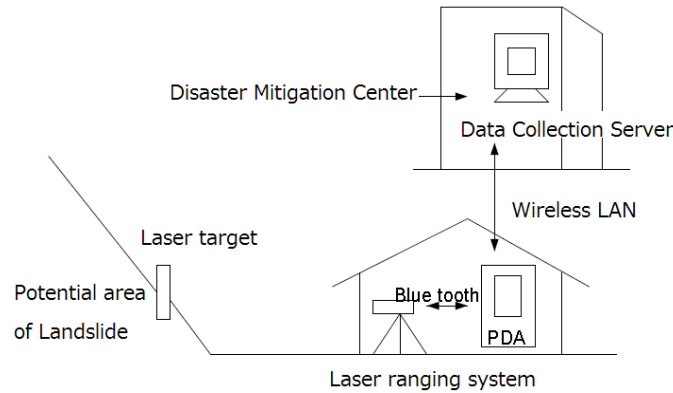 Disaster Mitigation Center
Data Collection Server
Wireless LAN
Laser target
Potential area
of Landslide
Blue tooth
PDA
Laser ranging system